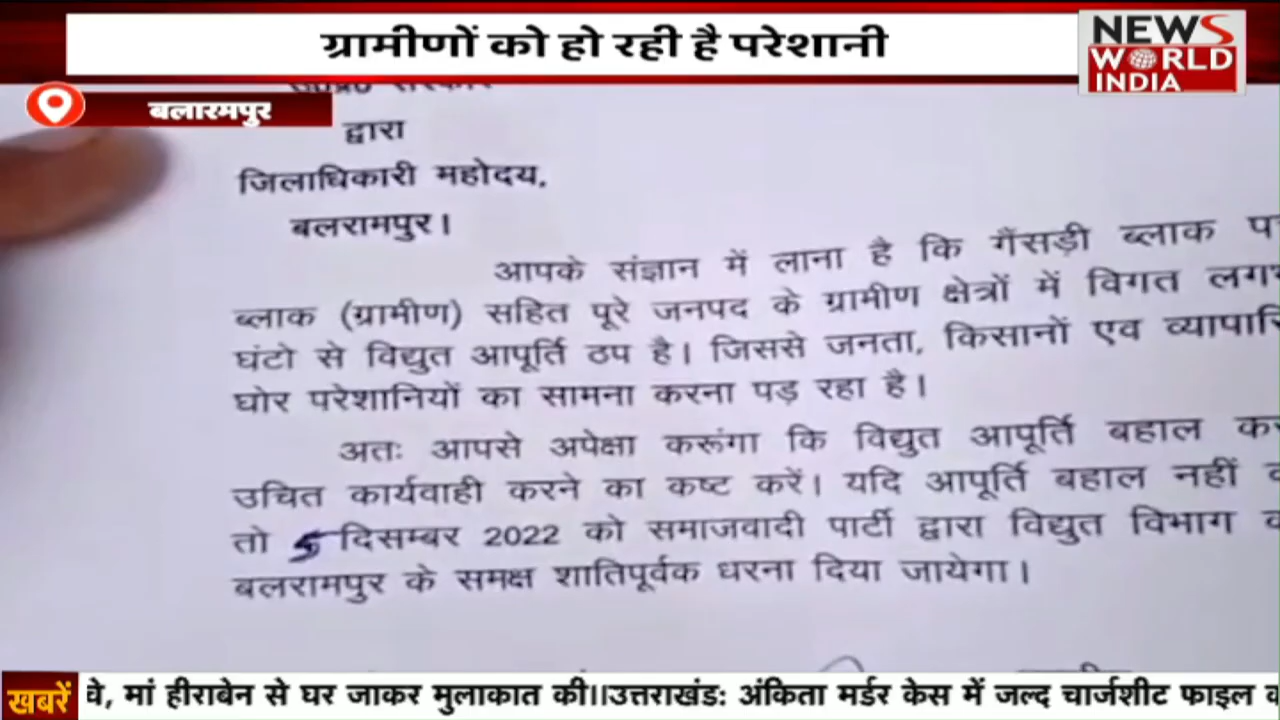 ग्रामीणों को हो रही है परेशानी
NEWS
WORLD
INDIA
बलारमपुर
द्वारा
जिलाधिकारी महोदय,
बलरामपुर।
आपके संज्ञान में लाना है कि गैंसड़ी ब्लाक
ब्लाक (ग्रामीण) सहित पूरे जनपद के ग्रामीण क्षेत्रों में विगत
घंटो से विद्युत आपूर्ति ठप है। जिससे जनता, किसानों एव
घोर परेशानियों का सामना करना पड़ रहा है।
अतः आपसे अपेक्षा करूंगा कि विद्युत आपूर्ति बहाल
उचित कार्यवाही करने का कष्ट करें। यदि आपूर्ति बहाल नहीं
तो 5 दिसम्बर 2022 को समाजवादी पार्टी द्वारा विद्युत विभाग
बलरामपुर के समक्ष शातिपूर्वक धरना दिया जायेगा।
खबरें
वे, मां हीराबेन से घर जाकर मुलाकात की।।उत्तराखंड: अंकिता मर्डर केस में जल्द चार्जशीट फाइल